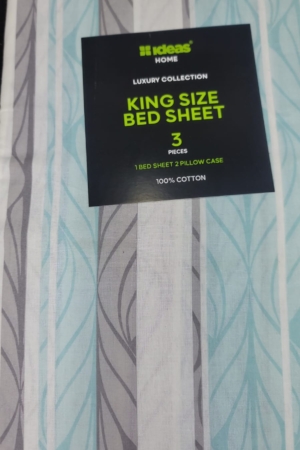 ideas
HOME
LUXURY COLLECTION
KING SIZE
BED SHEET
3
PIECES
1 BED SHEET 2 PILLOW CASE
100% COTTON